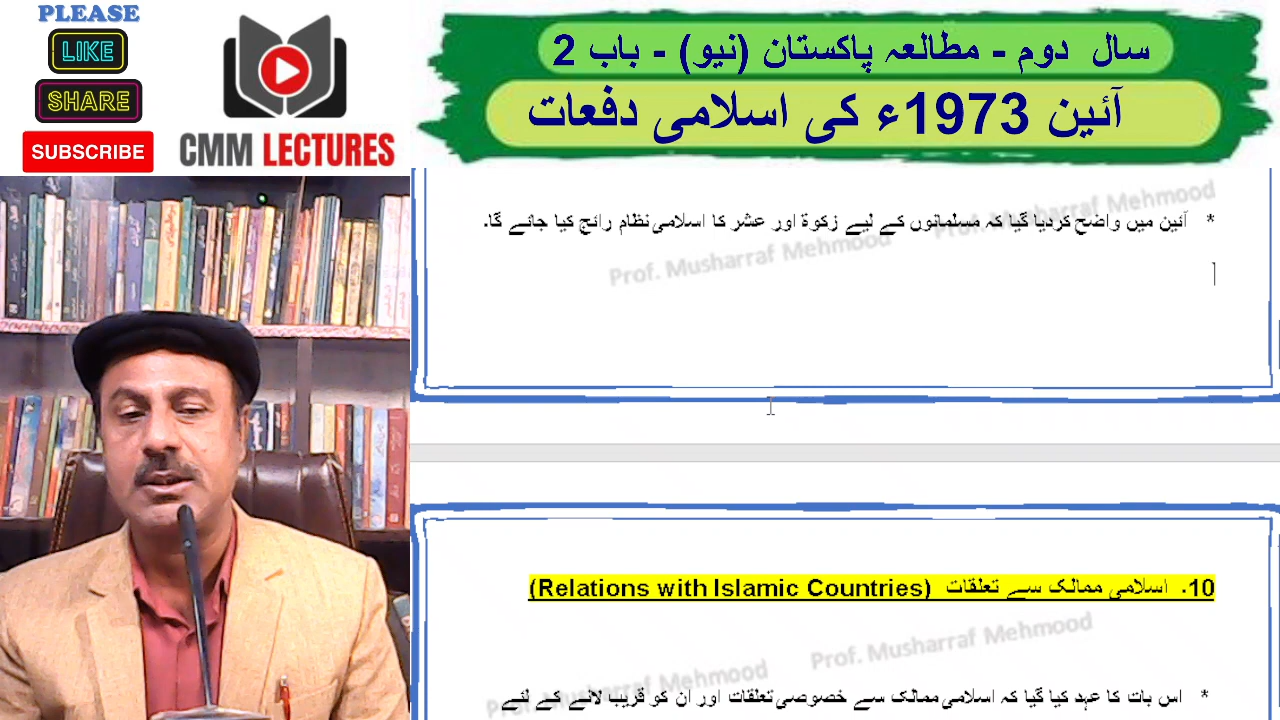 PLEASE
LIKE
SHARE
SUBSCRIBE
CMM LECTURES
سال دوم - مطالعہ پاکستان (نیو) - باب 2
آئین 1973ء کی اسلامی دفعات
* آئین میں واضح کردیا گیا کہ مسلمانوں کے لیے زکوۃ اور عشر کا اسلامی نظام رائج کیا جائے گا۔
Prof. Musharraf Mehmood
Prof. Musharraf Mehmood
10. اسلامی ممالک سے تعلقات (Relations with Islamic Countries)
Prof. Musharraf Mehmood
Prof. Musharraf Mehmood
* اس بات کا عہد کیا گیا کہ اسلامی ممالک سے خصوصی تعلقات اور ان کو قریب لانے کے لئے